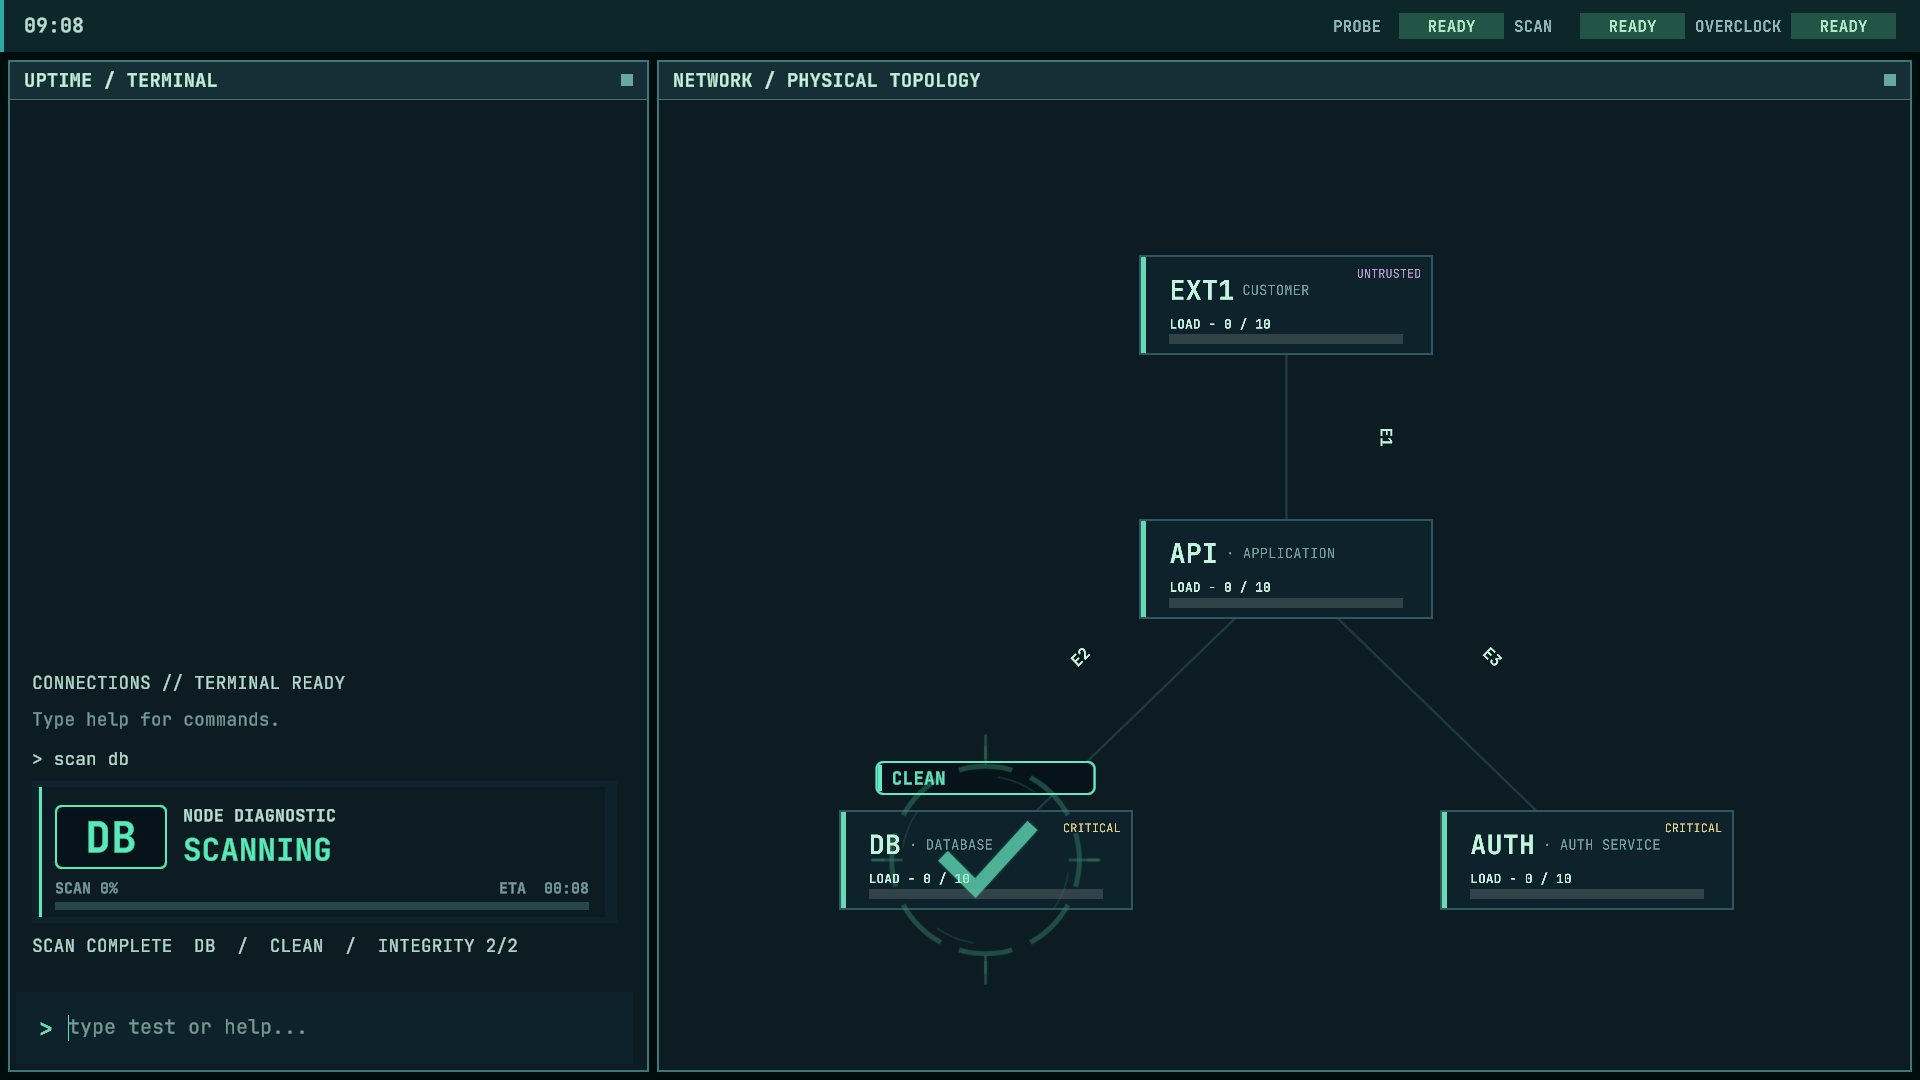 09:08
PROBE READY SCAN READY OVERCLOCK READY
UPTIME / TERMINAL
CONNECTIONS // TERMINAL READY
Type help for commands.
> scan db
DB
NODE DIAGNOSTIC
SCANNING
SCAN 0% ETA 00:08
SCAN COMPLETE DB / CLEAN / INTEGRITY 2/2
> type test or help...
NETWORK / PHYSICAL TOPOLOGY
UNTRUSTED
EXT1 CUSTOMER
LOAD - 0 / 10
E1
API · APPLICATION
LOAD - 0 / 10
E2
E3
CLEAN
CRITICAL
DB · DATABASE
LOAD - 0 / 10
CRITICAL
AUTH · AUTH SERVICE
LOAD - 0 / 10